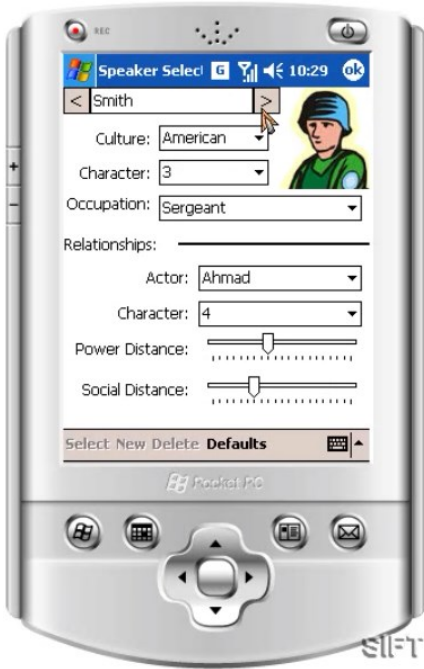 REC
Speaker Selec G 10:29 ok
< Smith >
Culture: American
Character: 3
Occupation: Sergeant
Relationships:
Actor: Ahmad
Character: 4
Power Distance:
Social Distance:
Select New Delete Defaults
Pocket PC
SIFT